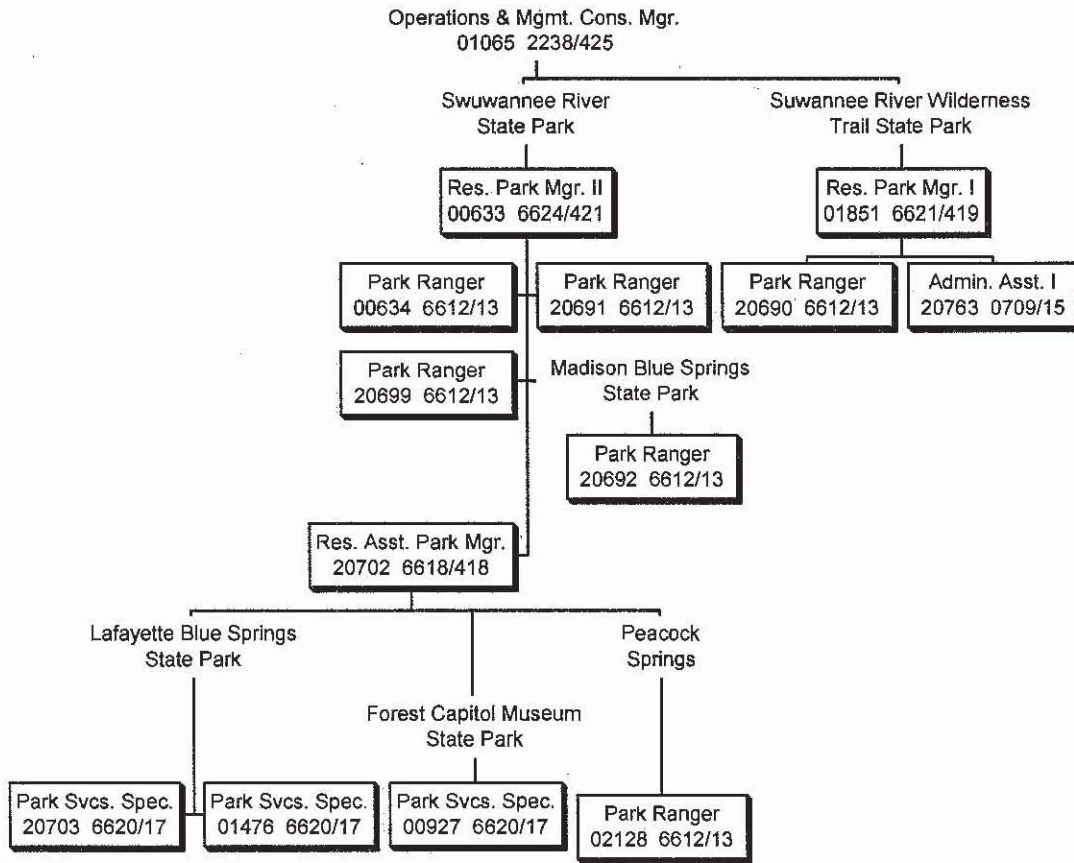 Operations & Mgmt. Cons. Mgr.
01065 2238/425
Swuwannee River
State Park
Suwannee River Wilderness
Trail State Park
Res. Park Mgr. II
00633 6624/421
Res. Park Mgr. I
01851 6621/419
Park Ranger
00634 6612/13
Park Ranger
20691 6612/13
Park Ranger
20690 6612/13
Admin. Asst. I
20763 0709/15
Park Ranger
20699 6612/13
Madison Blue Springs
State Park
Park Ranger
20692 6612/13
Res. Asst. Park Mgr.
20702 6618/418
Lafayette Blue Springs
State Park
Peacock
Springs
Forest Capitol Museum
State Park
Park Svcs. Spec.
20703 6620/17
Park Svcs. Spec.
01476 6620/17
Park Svcs. Spec.
00927 6620/17
Park Ranger
02128 6612/13